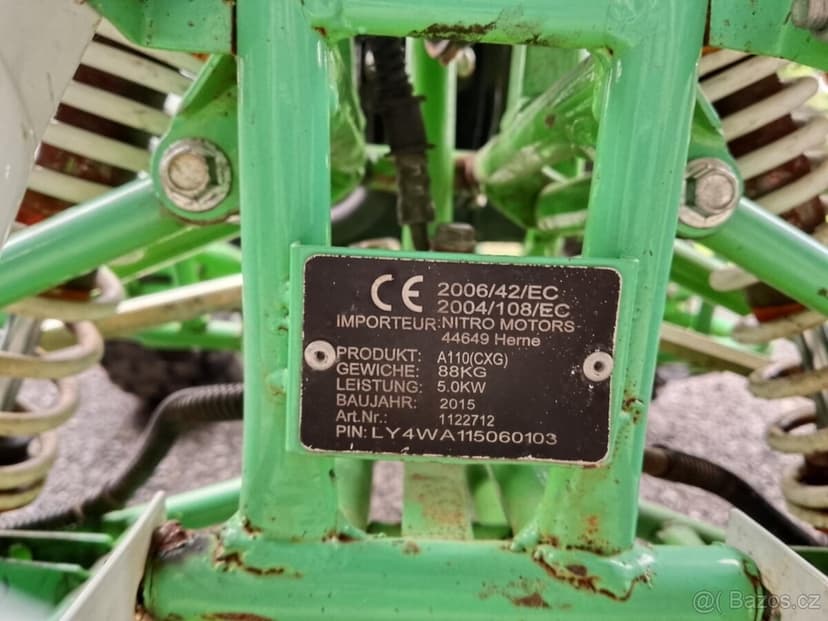 CE 2006/42/EC
2004/108/EC
IMPORTEUR:NITRO MOTORS
44649 Herne
PRODUKT: A110(CXG)
GEWICHE: 88KG
LEISTUNG: 5.0KW
BAUJAHR: 2015
Art.Nr.: 1122712
PIN: LY4WA115060103
@( Bazos.cz